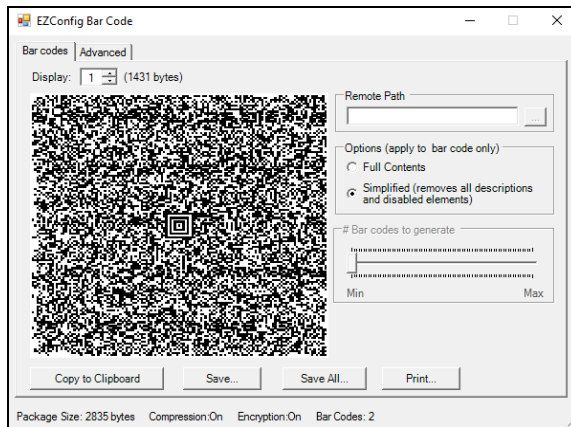 EZConfig Bar Code
Bar codes Advanced
Display: 1 (1431 bytes)
Remote Path
...
Options (apply to bar code only)
Full Contents
Simplified (removes all descriptions
and disabled elements)
# Bar codes to generate
Min Max
Copy to Clipboard Save... Save All... Print...
Package Size: 2835 bytes Compression:On Encryption:On Bar Codes: 2